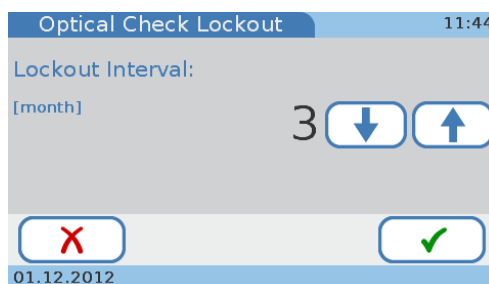 Optical Check Lockout 11:44
Lockout Interval:
[month]
3
01.12.2012